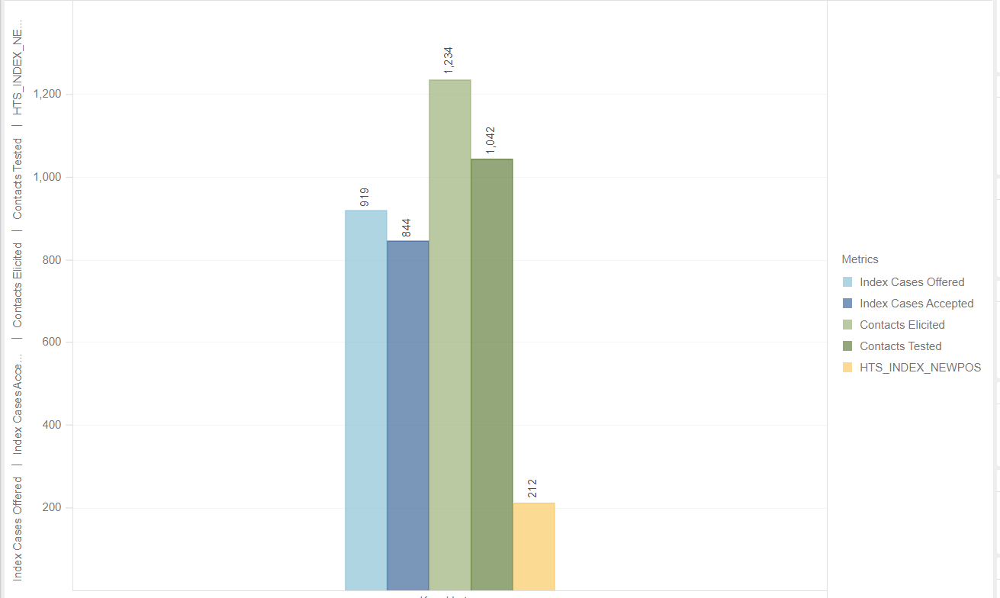 HTS_INDEX_NE...
Contacts Tested
Contacts Elicited
Index Cases Acce...
Index Cases Offered
1,200
1,000
800
600
400
200
919
844
1,234
1,042
212
Metrics
Index Cases Offered
Index Cases Accepted
Contacts Elicited
Contacts Tested
HTS_INDEX_NEWPOS